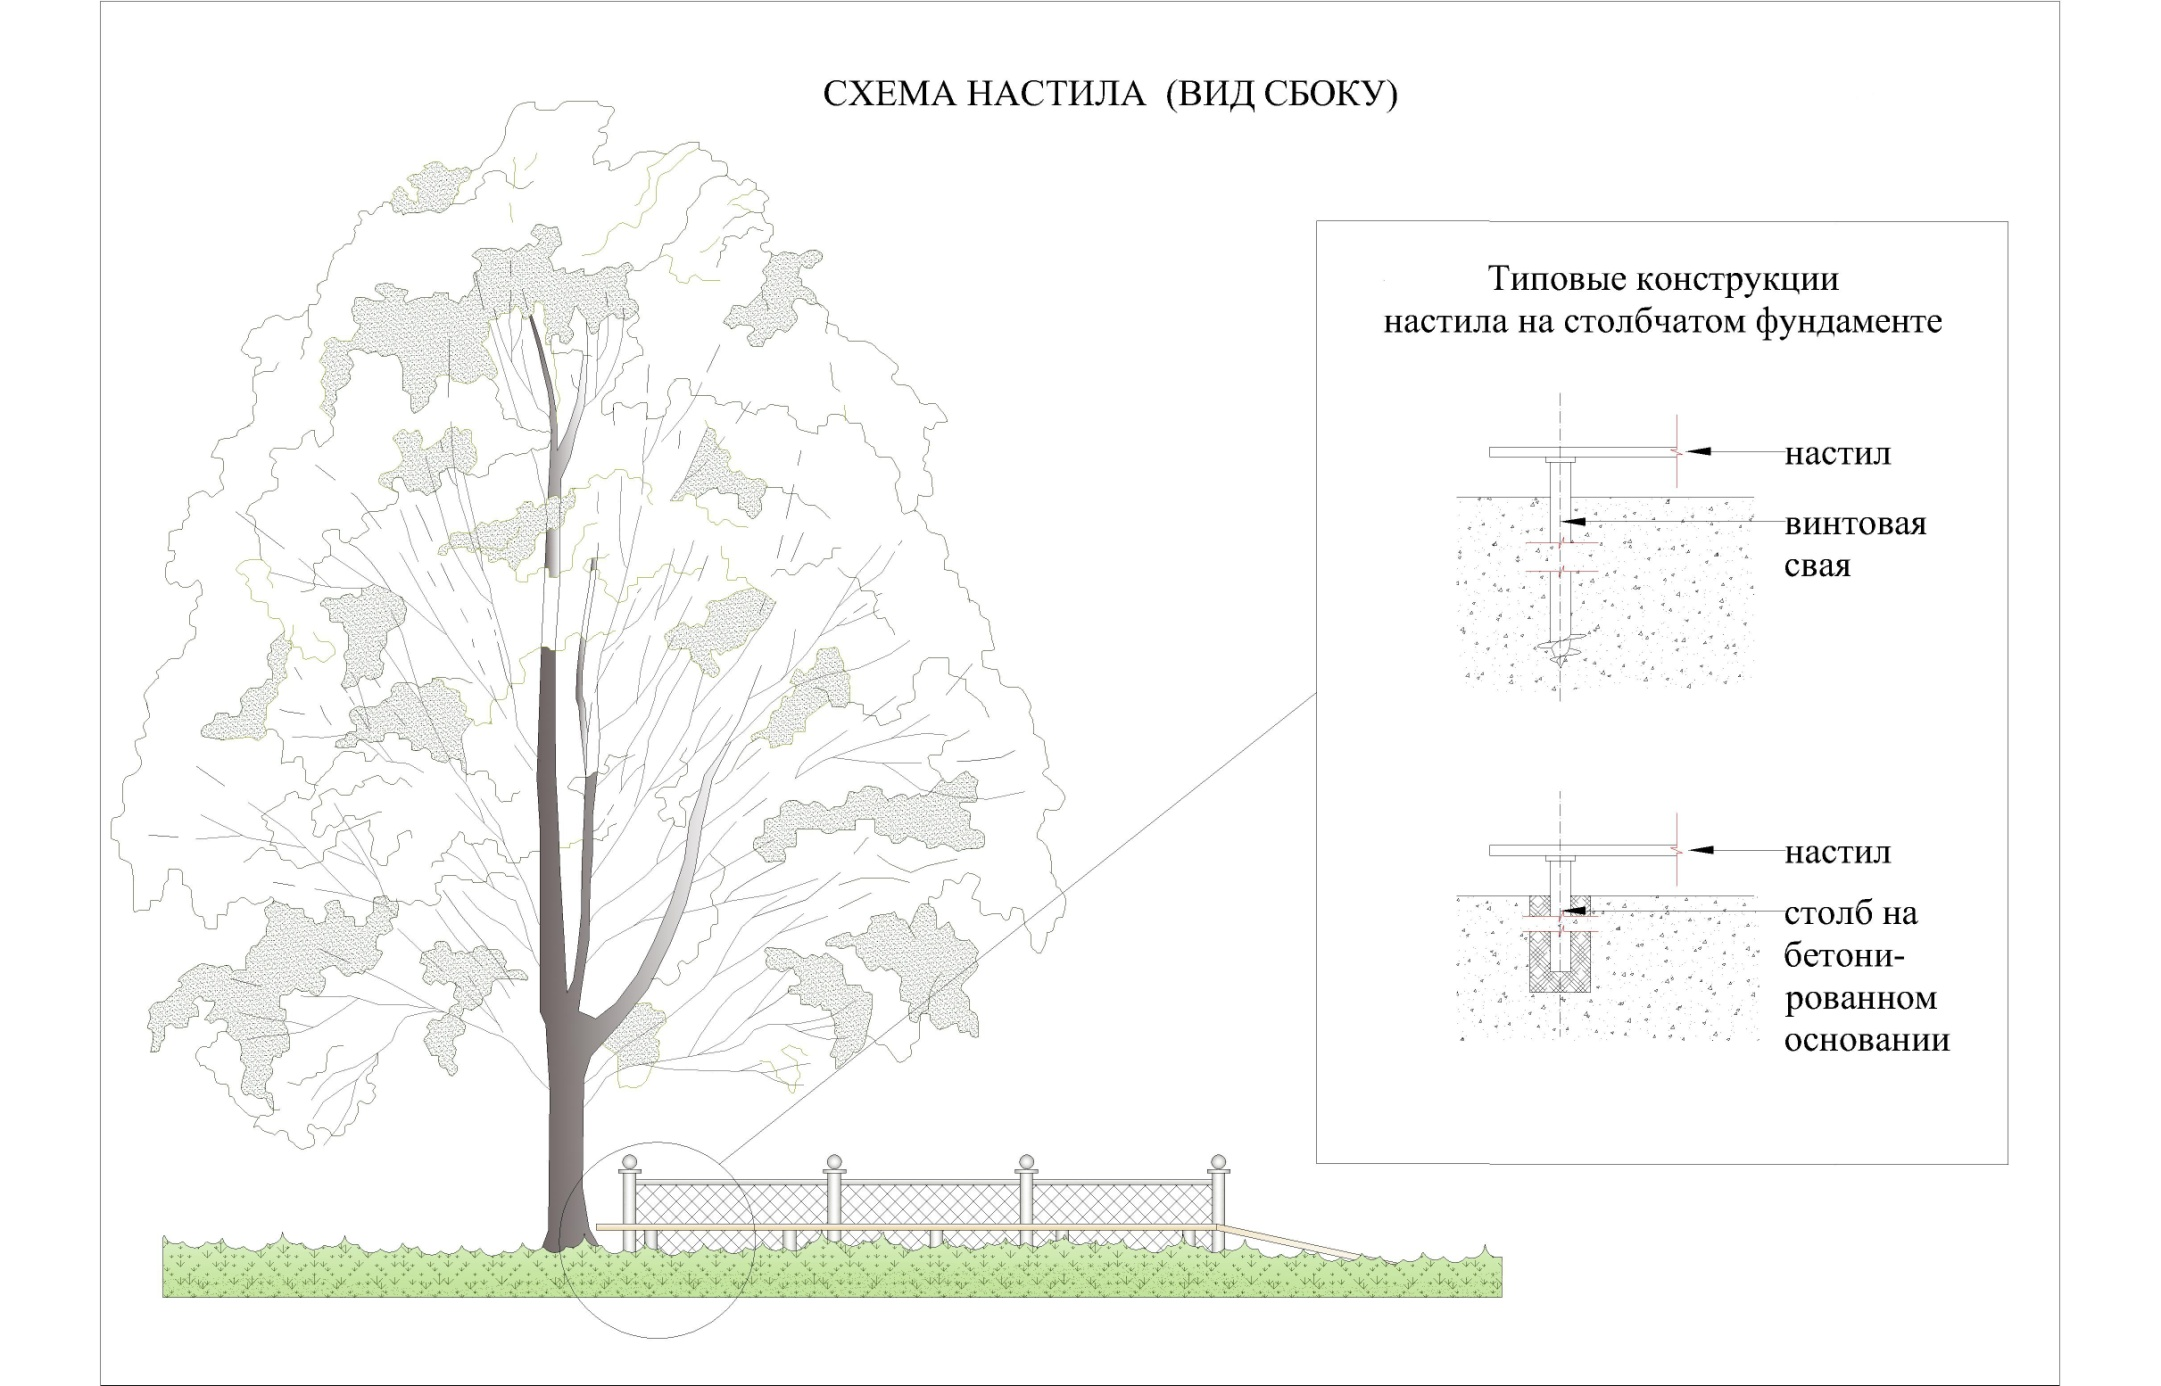 СХЕМА НАСТИЛА (ВИД СБОКУ)
Типовые конструкции
настила на столбчатом фундаменте
настил
винтовая
свая
настил
столб на
бетони-
рованном
основании